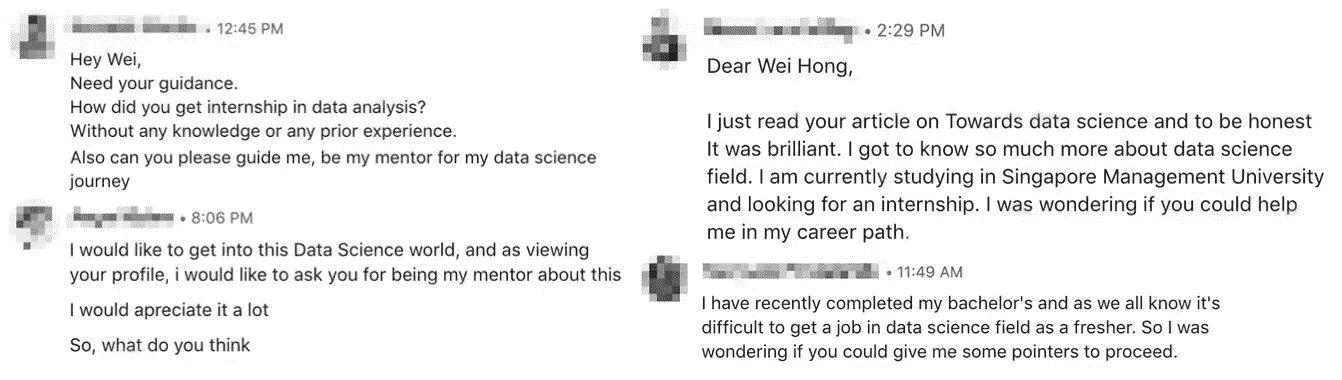 • 12:45 PM
Hey Wei,
Need your guidance.
How did you get internship in data analysis?
Without any knowledge or any prior experience.
Also can you please guide me, be my mentor for my data science
journey
• 8:06 PM
I would like to get into this Data Science world, and as viewing
your profile, i would like to ask you for being my mentor about this
I would apreciate it a lot
So, what do you think
• 2:29 PM
Dear Wei Hong,
I just read your article on Towards data science and to be honest
It was brilliant. I got to know so much more about data science
field. I am currently studying in Singapore Management University
and looking for an internship. I was wondering if you could help
me in my career path.
• 11:49 AM
I have recently completed my bachelor's and as we all know it's
difficult to get a job in data science field as a fresher. So I was
wondering if you could give me some pointers to proceed.